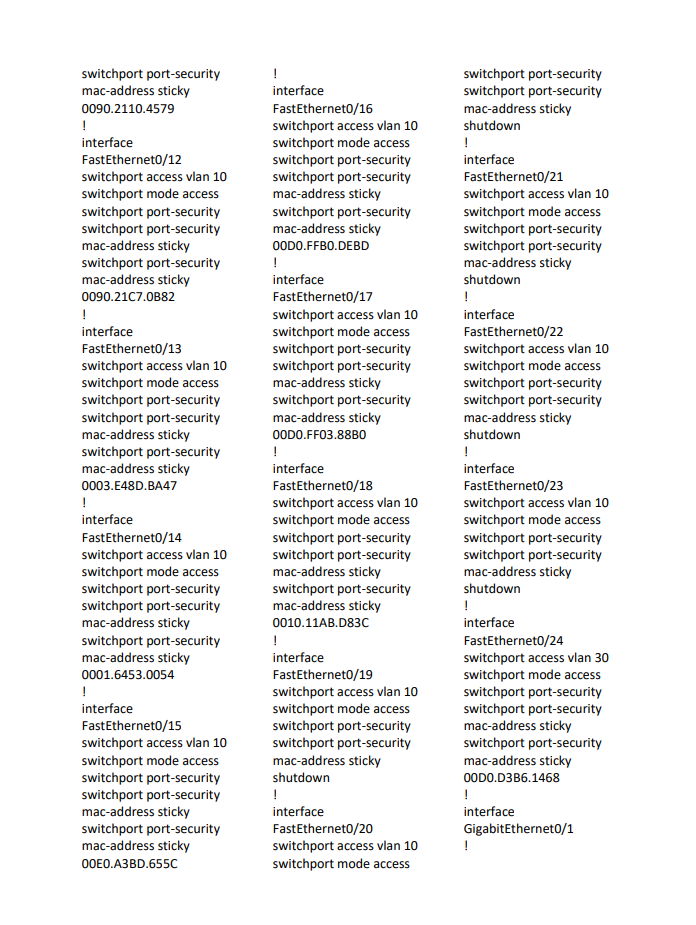 switchport port-security
mac-address sticky
0090.2110.4579
!
interface
FastEthernet0/12
switchport access vlan 10
switchport mode access
switchport port-security
switchport port-security
mac-address sticky
switchport port-security
mac-address sticky
0090.21C7.0B82
!
interface
FastEthernet0/13
switchport access vlan 10
switchport mode access
switchport port-security
switchport port-security
mac-address sticky
switchport port-security
mac-address sticky
0003.E48D.BA47
!
interface
FastEthernet0/14
switchport access vlan 10
switchport mode access
switchport port-security
switchport port-security
mac-address sticky
switchport port-security
mac-address sticky
0001.6453.0054
!
interface
FastEthernet0/15
switchport access vlan 10
switchport mode access
switchport port-security
switchport port-security
mac-address sticky
switchport port-security
mac-address sticky
00E0.A3BD.655C
!
interface
FastEthernet0/16
switchport access vlan 10
switchport mode access
switchport port-security
switchport port-security
mac-address sticky
switchport port-security
mac-address sticky
00D0.FFB0.DEBD
!
interface
FastEthernet0/17
switchport access vlan 10
switchport mode access
switchport port-security
switchport port-security
mac-address sticky
switchport port-security
mac-address sticky
00D0.FF03.88B0
!
interface
FastEthernet0/18
switchport access vlan 10
switchport mode access
switchport port-security
switchport port-security
mac-address sticky
switchport port-security
mac-address sticky
0010.11AB.D83C
!
interface
FastEthernet0/19
switchport access vlan 10
switchport mode access
switchport port-security
switchport port-security
mac-address sticky
shutdown
!
interface
FastEthernet0/20
switchport access vlan 10
switchport mode access
switchport port-security
switchport port-security
mac-address sticky
shutdown
!
interface
FastEthernet0/21
switchport access vlan 10
switchport mode access
switchport port-security
switchport port-security
mac-address sticky
shutdown
!
interface
FastEthernet0/22
switchport access vlan 10
switchport mode access
switchport port-security
switchport port-security
mac-address sticky
shutdown
!
interface
FastEthernet0/23
switchport access vlan 10
switchport mode access
switchport port-security
switchport port-security
mac-address sticky
shutdown
!
interface
FastEthernet0/24
switchport access vlan 30
switchport mode access
switchport port-security
switchport port-security
mac-address sticky
switchport port-security
mac-address sticky
00D0.D3B6.1468
!
interface
GigabitEthernet0/1
!